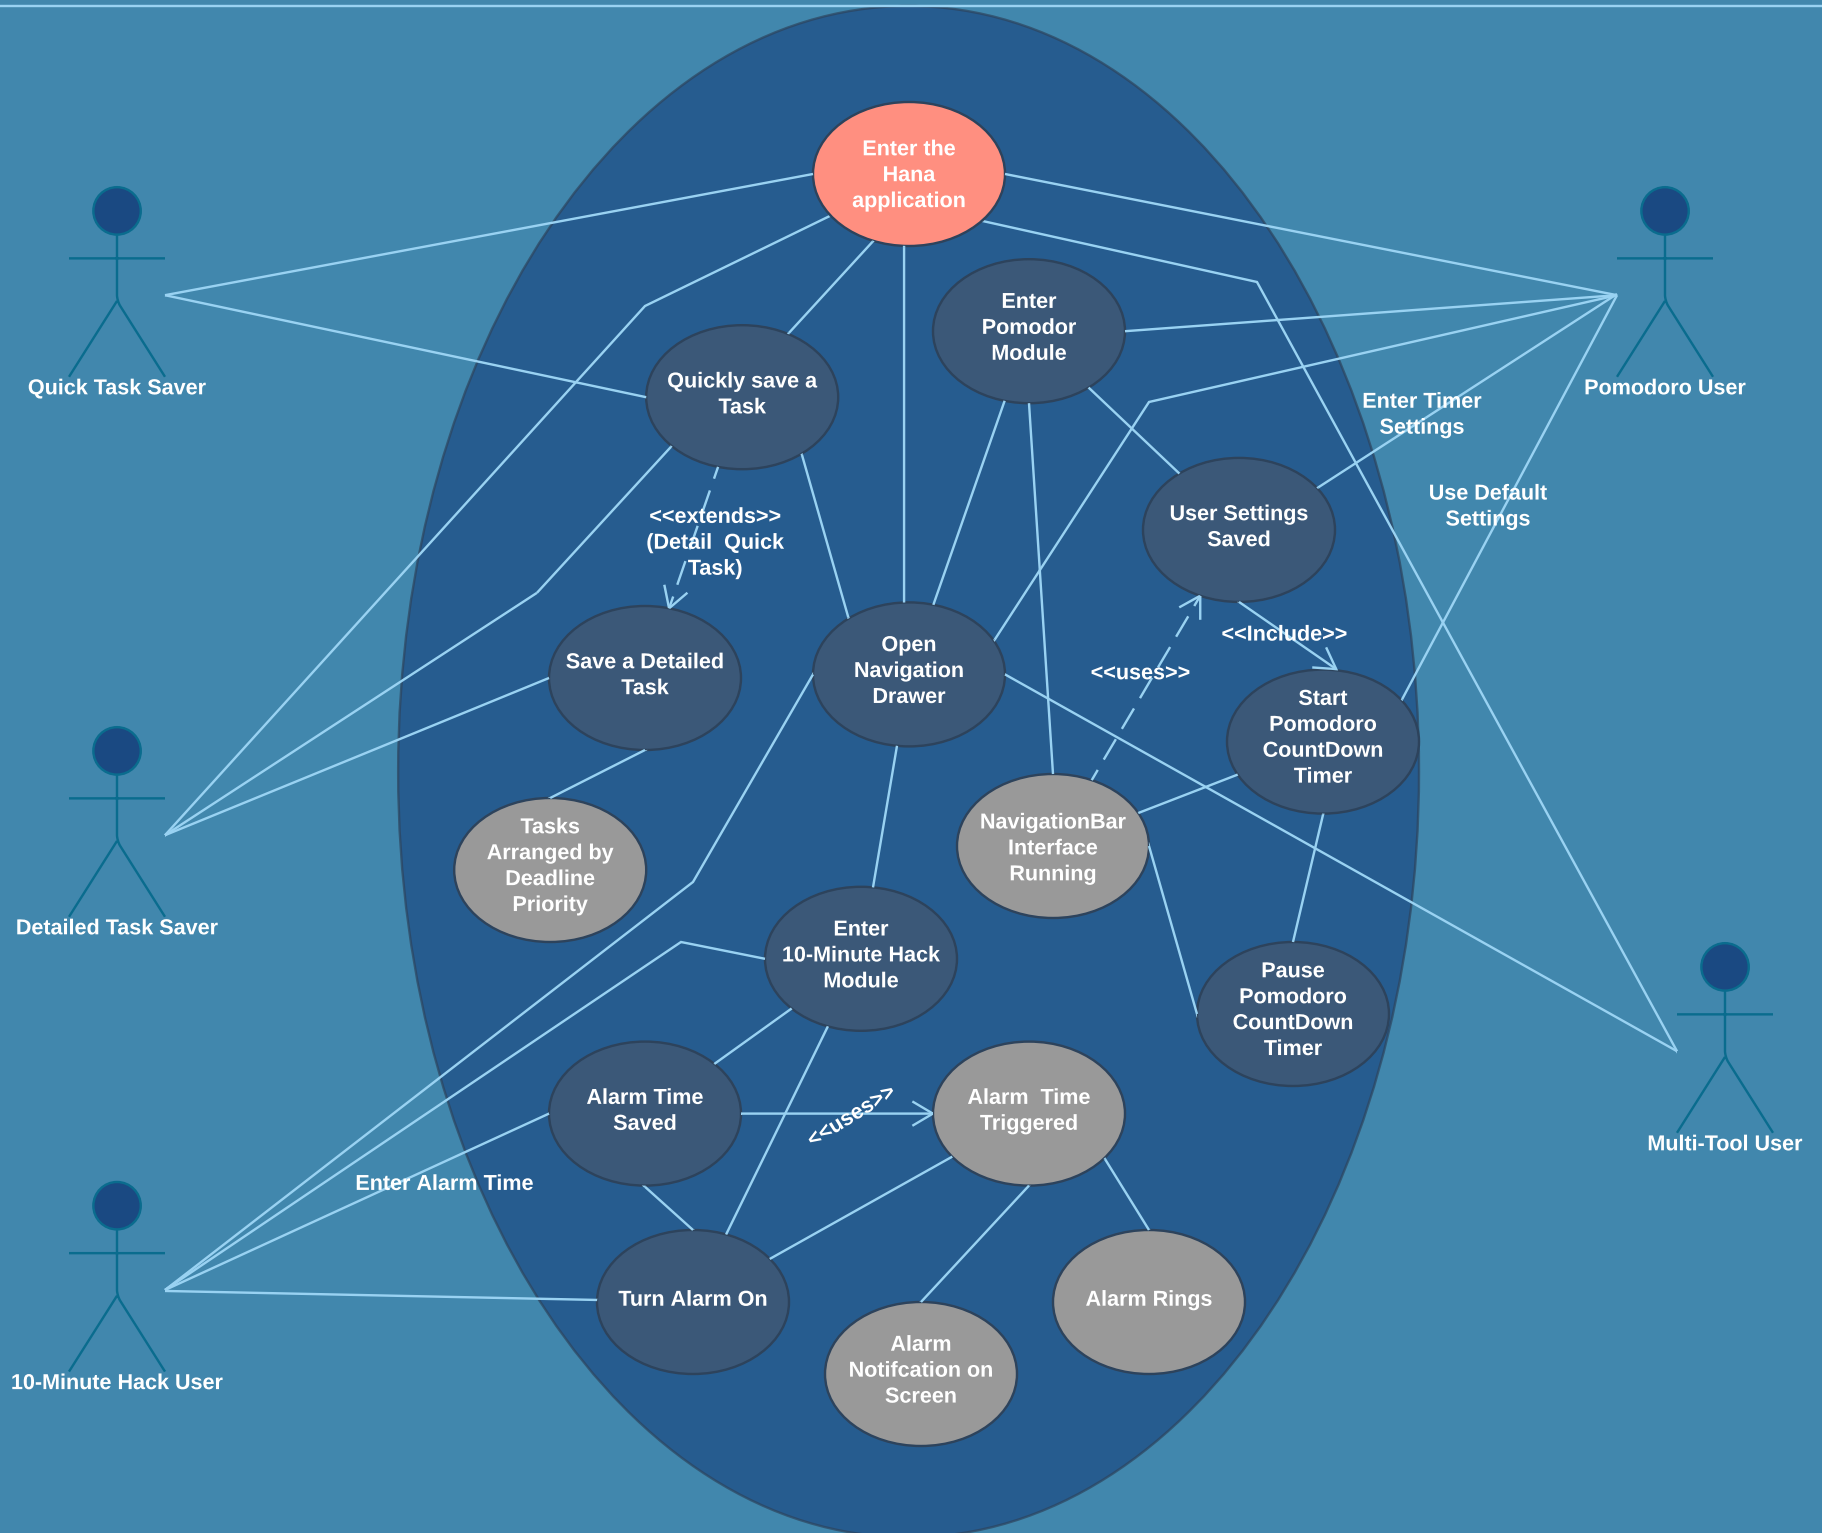 Enter the
Hana
application
Enter
Pomodor
Module
Quick Task Saver
Quickly save a
Task
Pomodoro User
Enter Timer
Settings
<<extends>>
(Detail  Quick
Task)
User Settings
Saved
Use Default
Settings
Save a Detailed
Task
Open
Navigation
Drawer
<<uses>>
<<Include>>
Start
Pomodoro
CountDown
Timer
Detailed Task Saver
Tasks
Arranged by
Deadline
Priority
NavigationBar
Interface
Running
Enter
10-Minute Hack
Module
Pause
Pomodoro
CountDown
Timer
Alarm Time
Saved
<<uses>>
Alarm  Time
Triggered
Multi-Tool User
Enter Alarm Time
10-Minute Hack User
Turn Alarm On
Alarm Rings
Alarm
Notifcation on
Screen